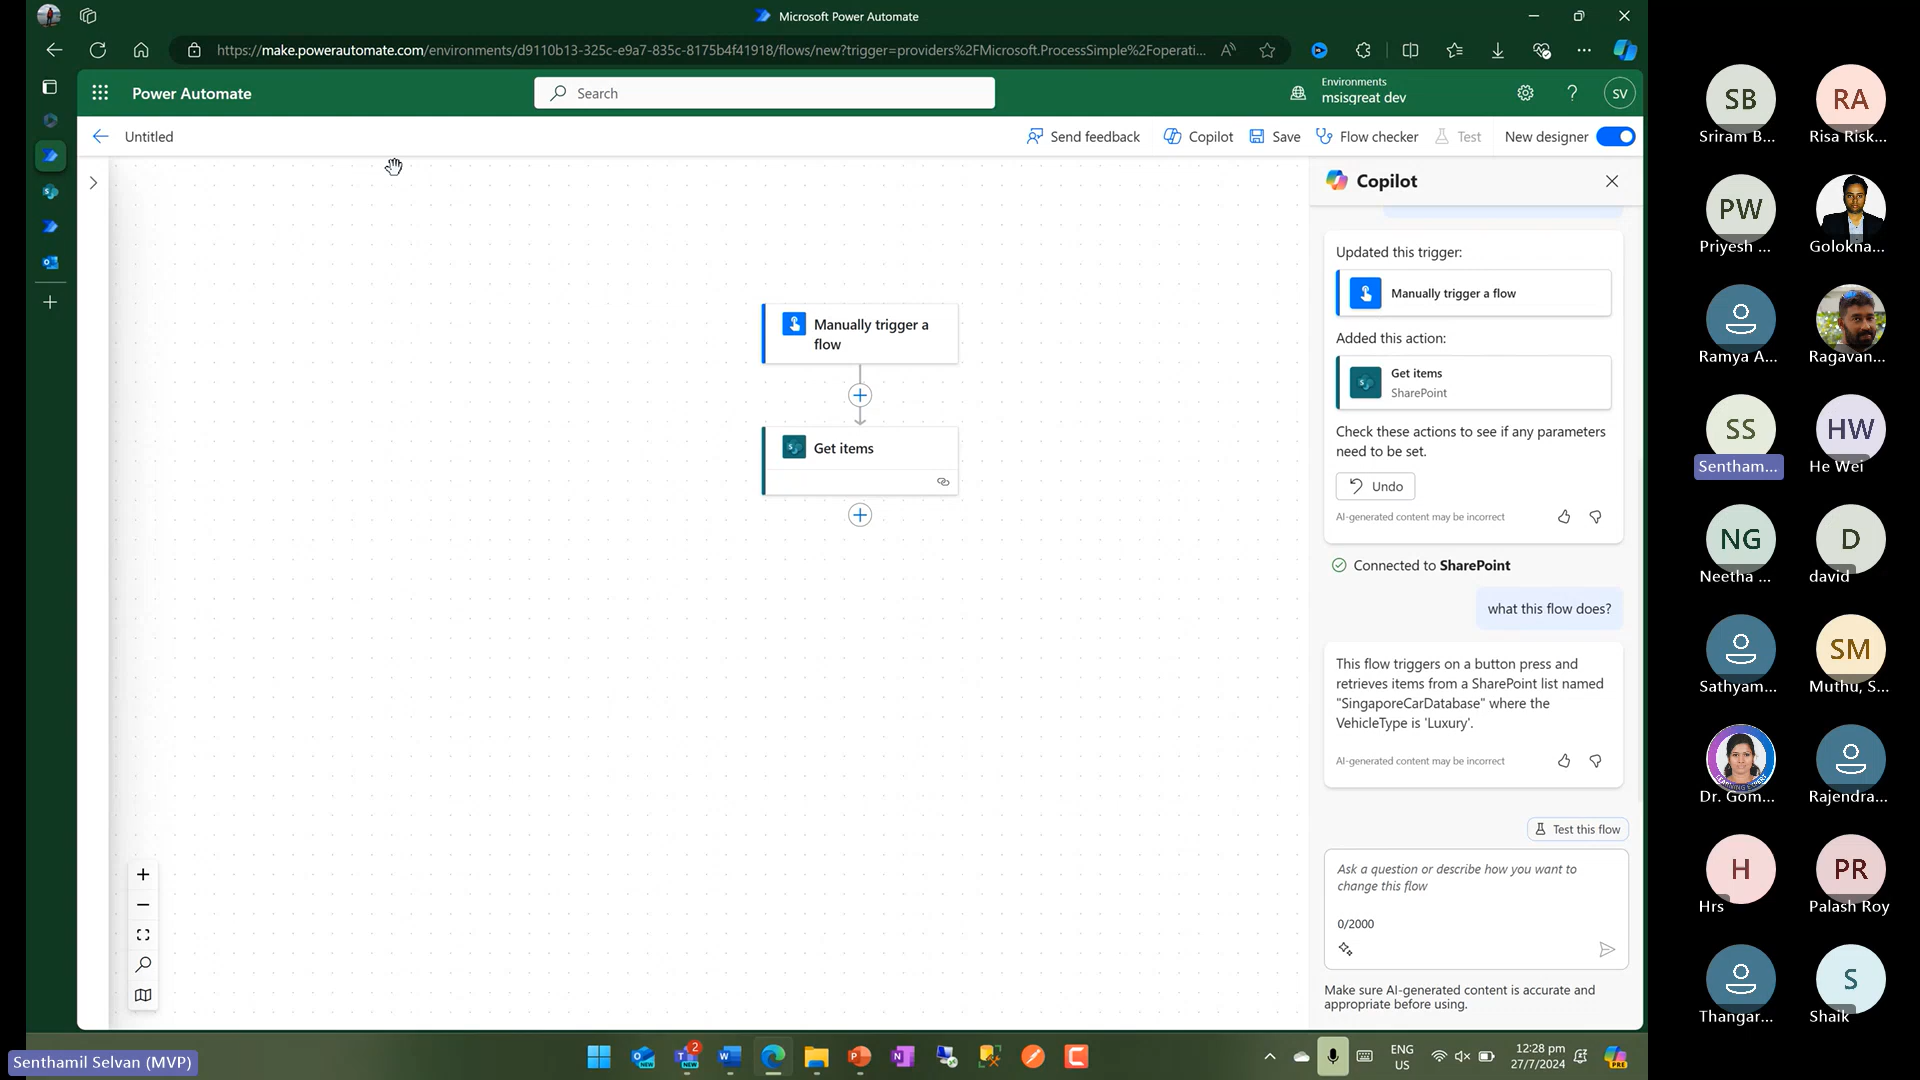 Microsoft Power Automate
https://make.powerautomate.com/environments/d9110b13-325c-e9a7-835c-8175b4f41918/flows/new?trigger=providers%2FMicrosoft.ProcessSimple%2Foperati...
Power Automate
Search
Environments
msisgreat dev
SV
Untitled
Send feedback
Copilot
Save
Flow checker
Test
New designer
Manually trigger a
flow
Get items
Copilot
Updated this trigger:
Manually trigger a flow
Added this action:
Get items
SharePoint
Check these actions to see if any parameters
need to be set.
Undo
AI-generated content may be incorrect
Connected to SharePoint
what this flow does?
This flow triggers on a button press and
retrieves items from a SharePoint list named
"SingaporeCarDatabase" where the
VehicleType is 'Luxury'.
AI-generated content may be incorrect
Test this flow
Ask a question or describe how you want to
change this flow
0/2000
Make sure AI-generated content is accurate and
appropriate before using.
SB
Sriram B...
RA
Risa Risk...
PW
Priyesh ...
Golokna...
Ramya A...
Ragavan...
SS
Sentham...
HW
He Wei
NG
Neetha ...
D
david
Sathyam...
SM
Muthu, S...
Dr. Gom...
Rajendra...
H
Hrs
PR
Palash Roy
Thangar...
S
Shaik
Senthamil Selvan (MVP)
ENG
US
12:28 pm
27/7/2024